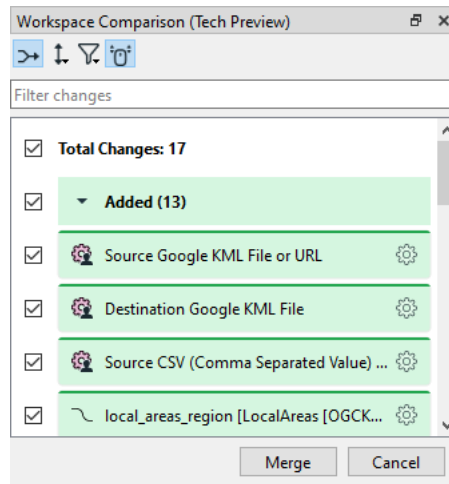 Workspace Comparison (Tech Preview)
Filter changes
Total Changes: 17
Added (13)
Source Google KML File or URL
Destination Google KML File
Source CSV (Comma Separated Value) ...
local_areas_region [LocalAreas [OGCK...
Merge Cancel